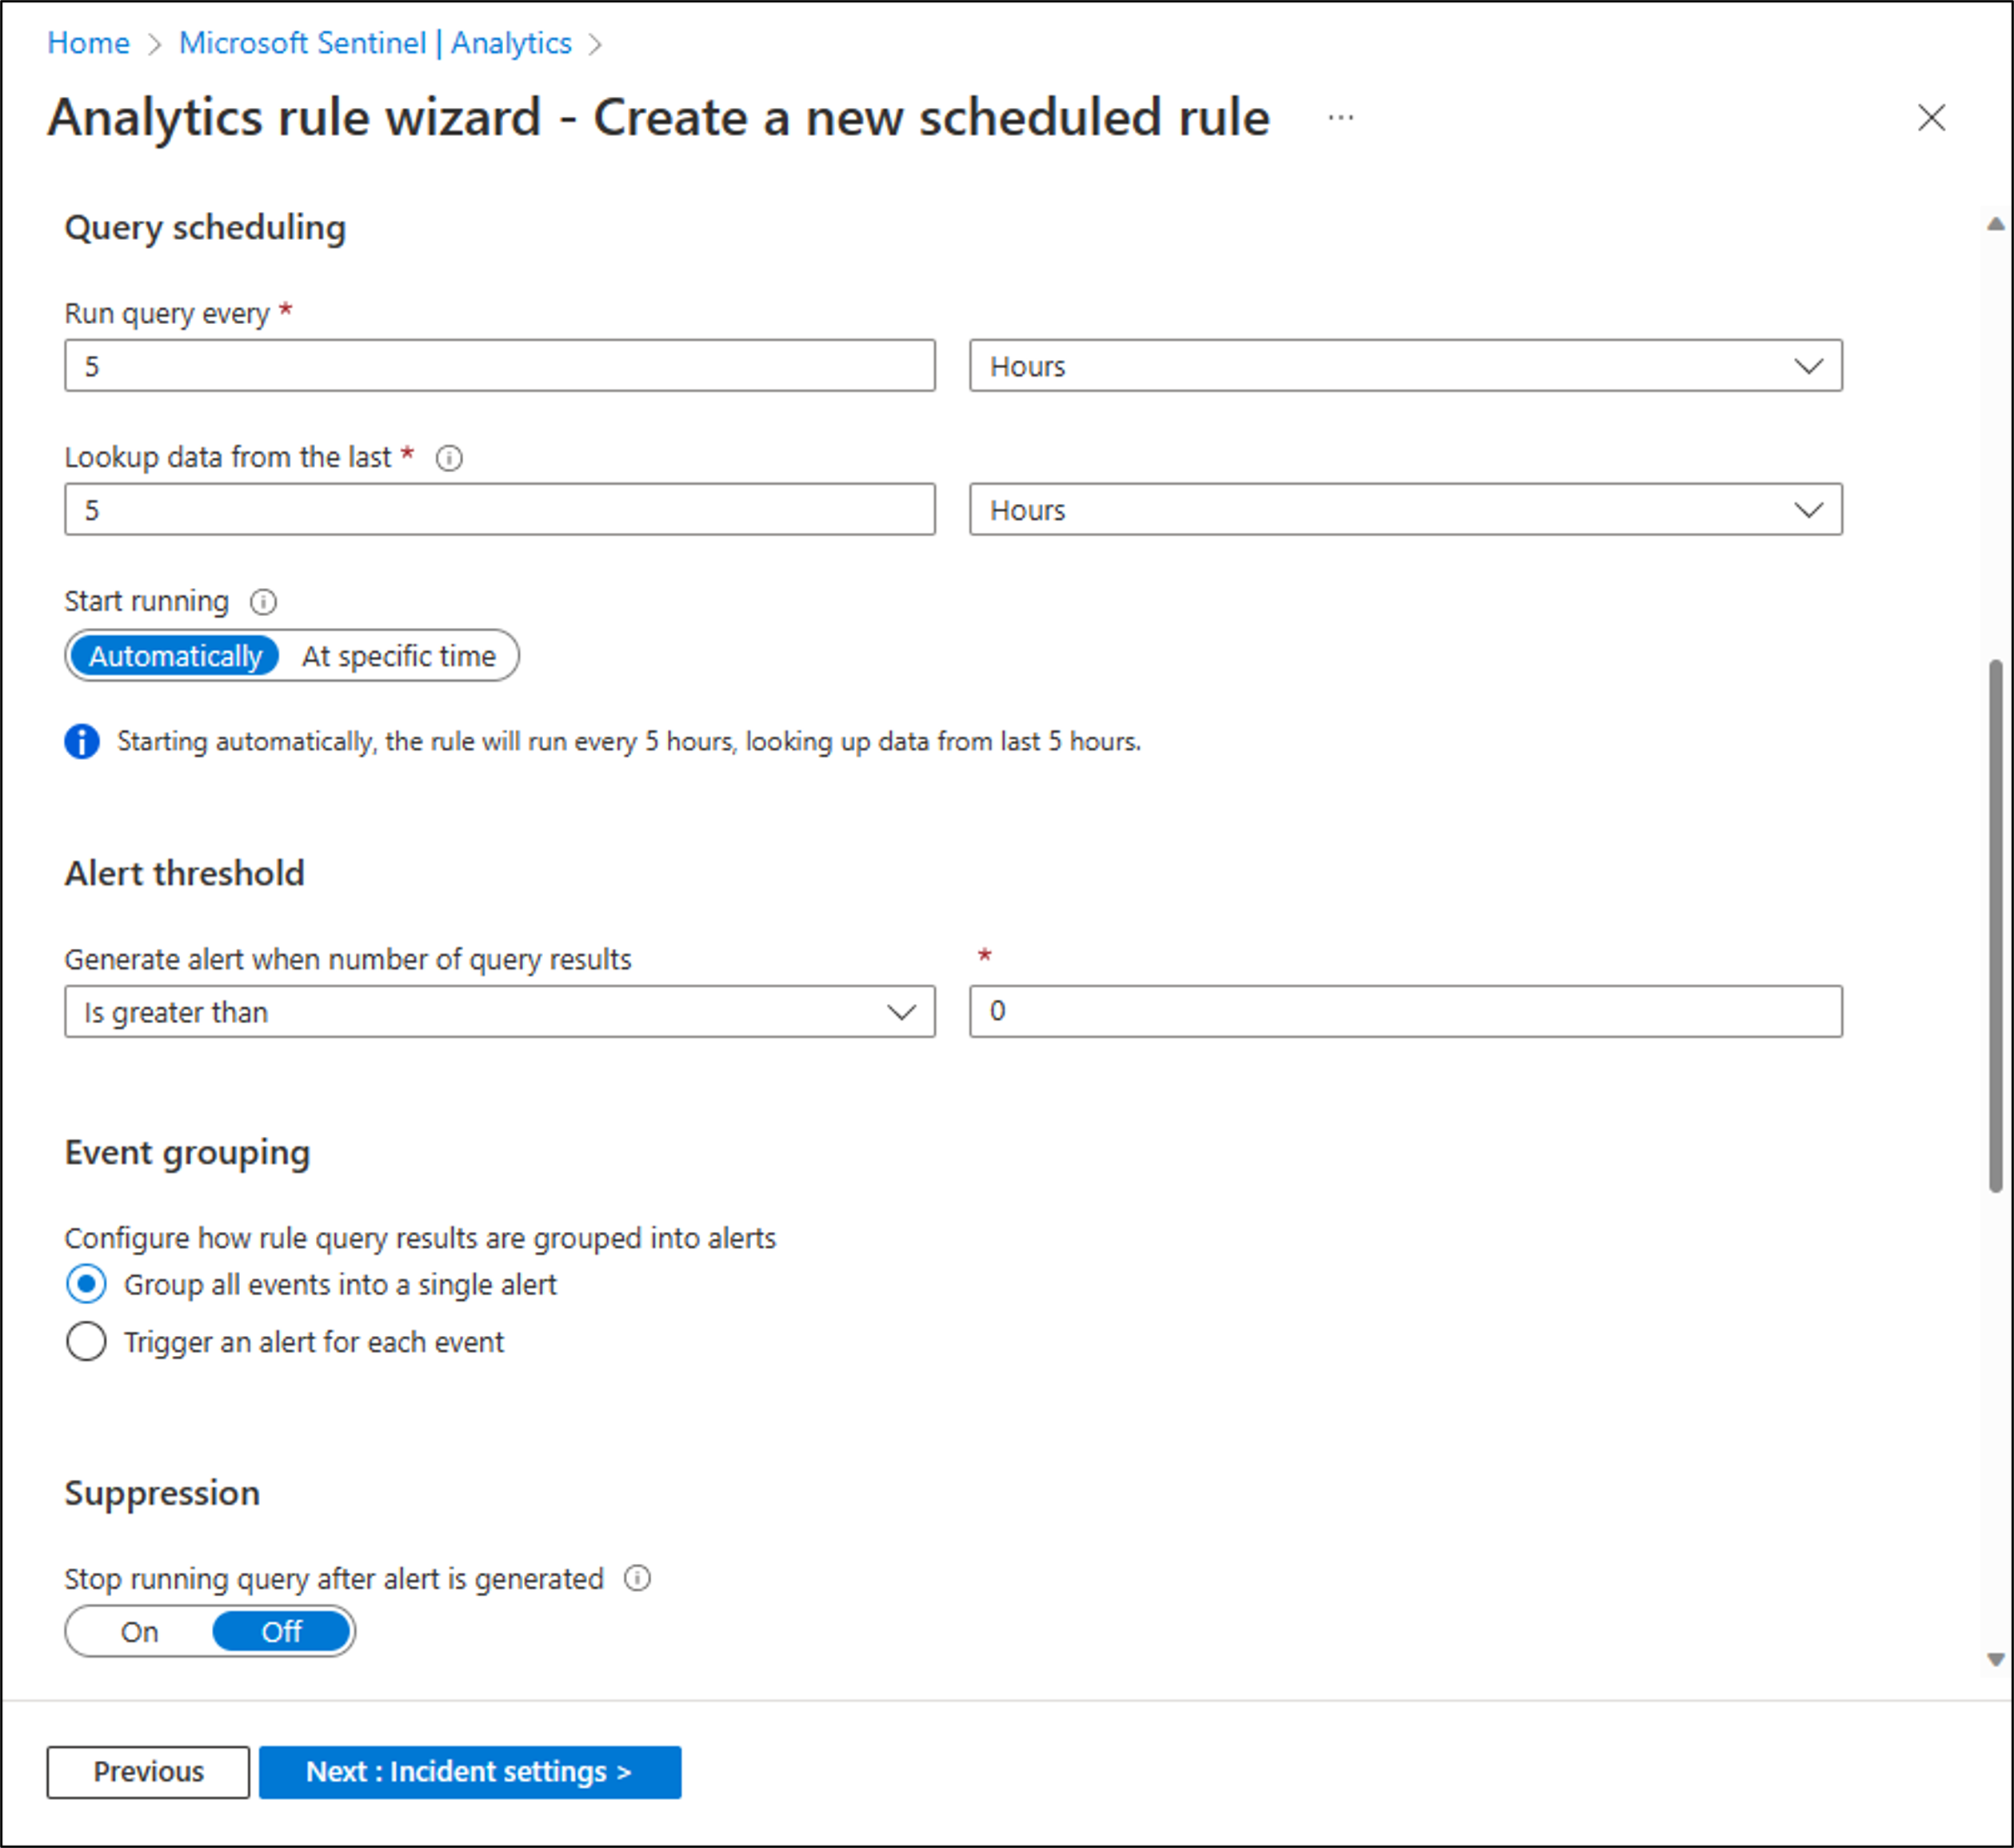 Home > Microsoft Sentinel | Analytics >
Analytics rule wizard - Create a new scheduled rule ...
Query scheduling
Run query every *
5 Hours
Lookup data from the last *
5 Hours
Start running
Automatically At specific time
Starting automatically, the rule will run every 5 hours, looking up data from last 5 hours.
Alert threshold
Generate alert when number of query results *
Is greater than 0
Event grouping
Configure how rule query results are grouped into alerts
Group all events into a single alert
Trigger an alert for each event
Suppression
Stop running query after alert is generated
On Off
Previous Next : Incident settings >